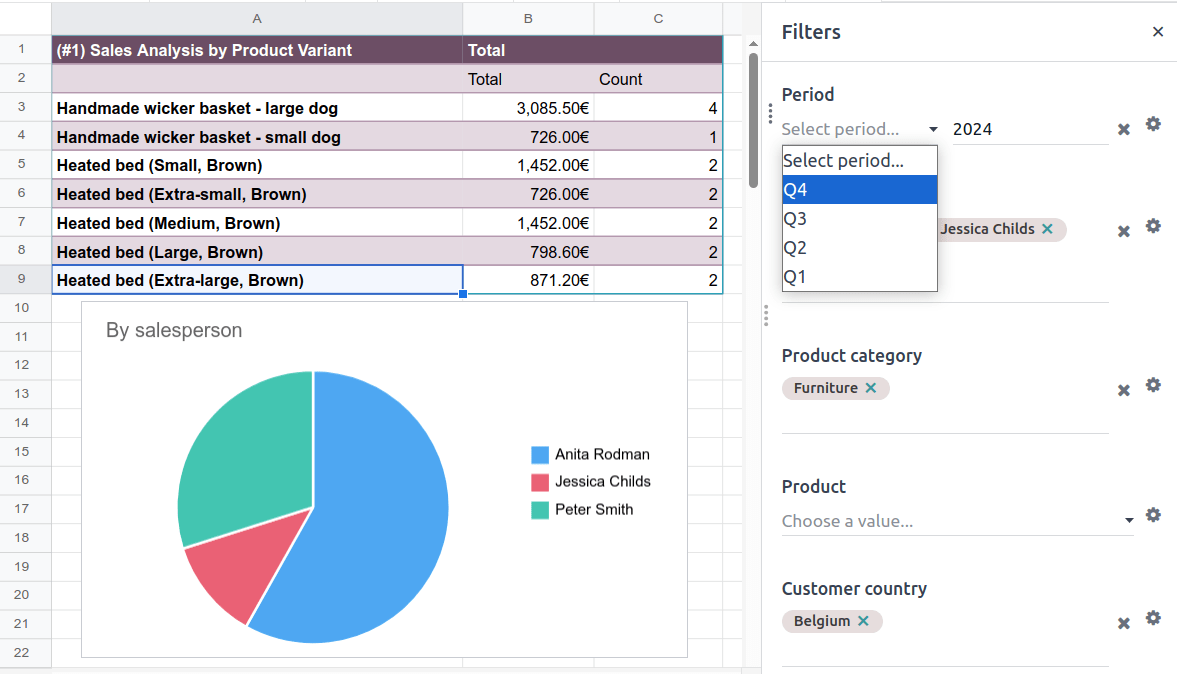 A B C
1 (#1) Sales Analysis by Product Variant Total
2 Total Count
3 Handmade wicker basket - large dog 3,085.50€ 4
4 Handmade wicker basket - small dog 726.00€ 1
5 Heated bed (Small, Brown) 1,452.00€ 2
6 Heated bed (Extra-small, Brown) 726.00€ 2
7 Heated bed (Medium, Brown) 1,452.00€ 2
8 Heated bed (Large, Brown) 798.60€ 2
9 Heated bed (Extra-large, Brown) 871.20€ 2
10
11
12
13
14
15
16
17
18
19
20
21
22
By salesperson
Anita Rodman
Jessica Childs
Peter Smith
Filters
Period
Select period... 2024
Select period...
Q4
Q3
Q2
Q1
Jessica Childs
Product category
Furniture
Product
Choose a value...
Customer country
Belgium